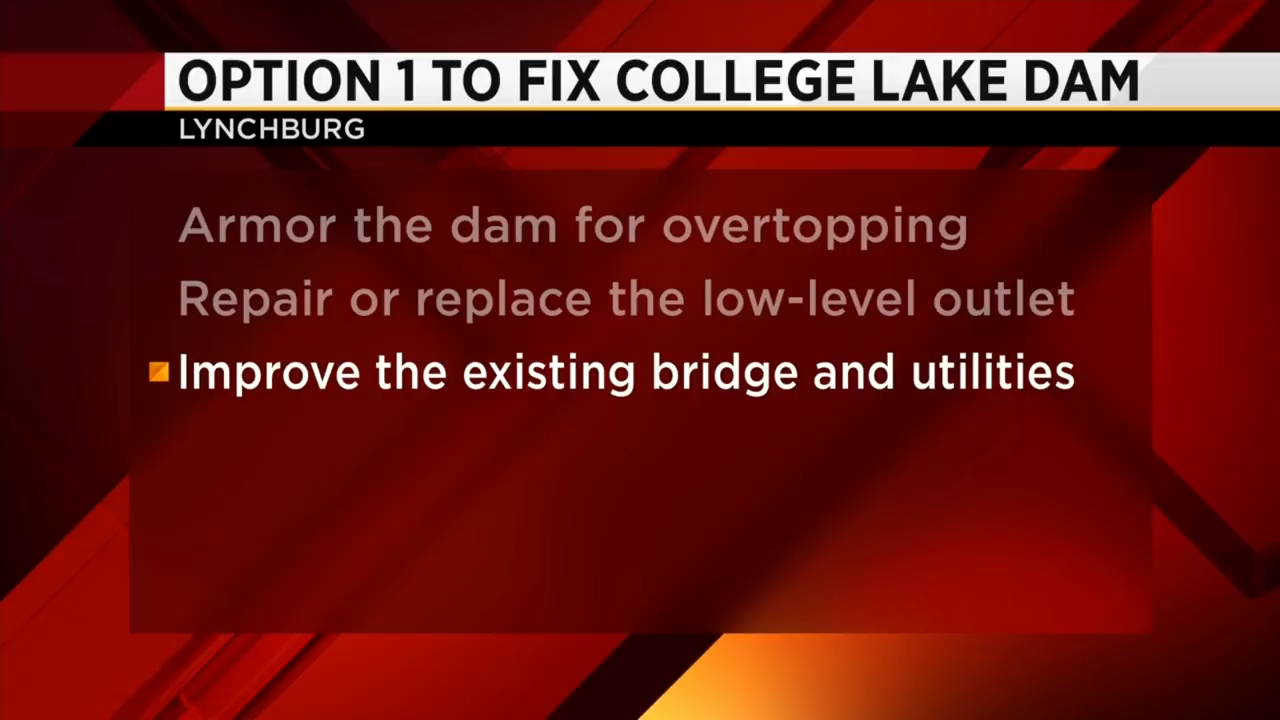 OPTION 1 TO FIX COLLEGE LAKE DAM
LYNCHBURG
Armor the dam for overtopping
Repair or replace the low-level outlet
Improve the existing bridge and utilities